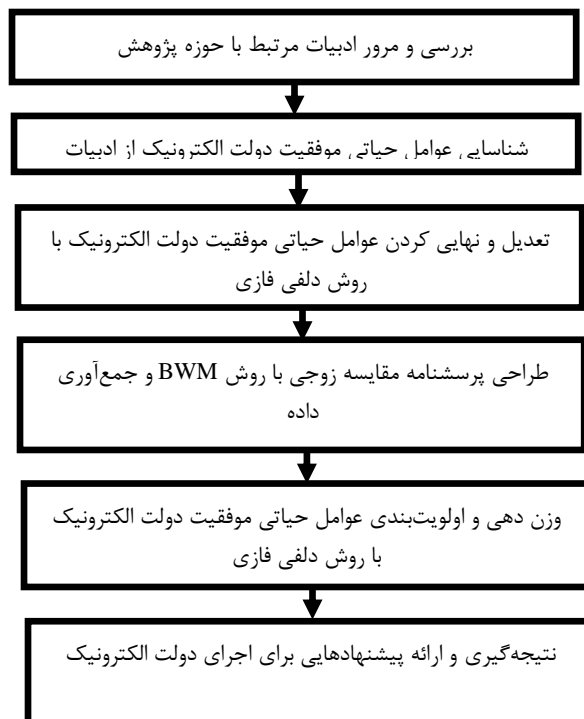 بررسی و مرور ادبیات مرتبط با حوزه پژوهش
شناسایی عوامل حیاتی موفقیت دولت الکترونیک از ادبیات
تعدیل و نهایی کردن عوامل حیاتی موفقیت دولت الکترونیک با
روش دلفی فازی
طراحی پرسشنامه مقایسه زوجی با روش BWM و جمع‌آوری
داده
وزن دهی و اولویت‌بندی عوامل حیاتی موفقیت دولت الکترونیک
با روش دلفی فازی
نتیجه‌گیری و ارائه پیشنهادهایی برای اجرای دولت الکترونیک